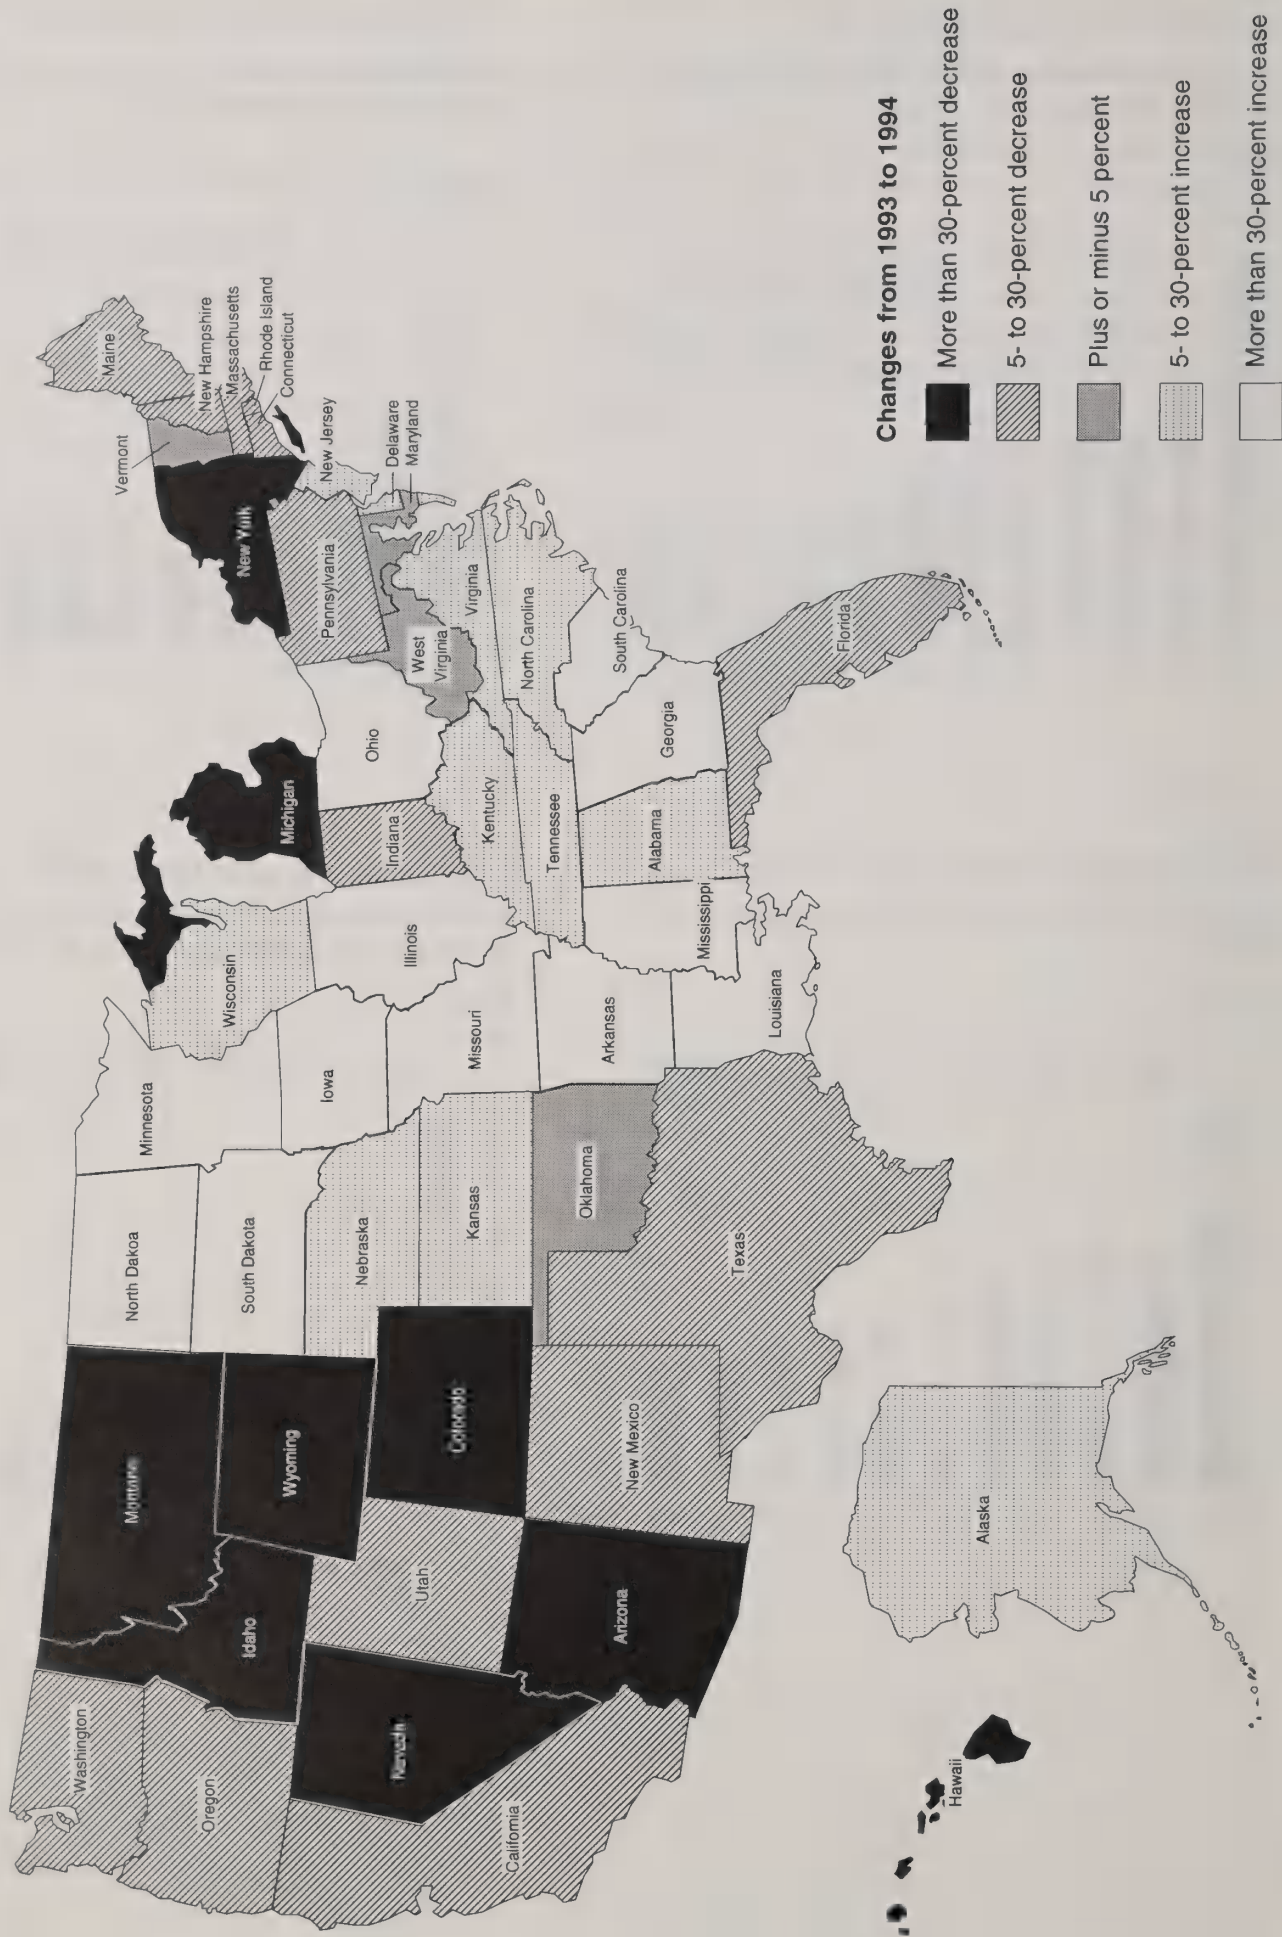 Washington
Oregon
California
Nevada
Idaho
Montana
Wyoming
Utah
Arizona
Colorado
New Mexico
North Dakoa
South Dakota
Nebraska
Kansas
Oklahoma
Texas
Minnesota
Iowa
Missouri
Arkansas
Louisiana
Wisconsin
Illinois
Mississippi
Michigan
Indiana
Ohio
Kentucky
Tennessee
Alabama
Georgia
Florida
South Carolina
North Carolina
Virginia
West
Virginia
Pennsylvania
New York
Vermont
Maine
New Hampshire
Massachusetts
Rhode Island
Connecticut
New Jersey
Delaware
Maryland
Alaska
Hawaii
Changes from 1993 to 1994
More than 30-percent decrease
5- to 30-percent decrease
Plus or minus 5 percent
5- to 30-percent increase
More than 30-percent increase